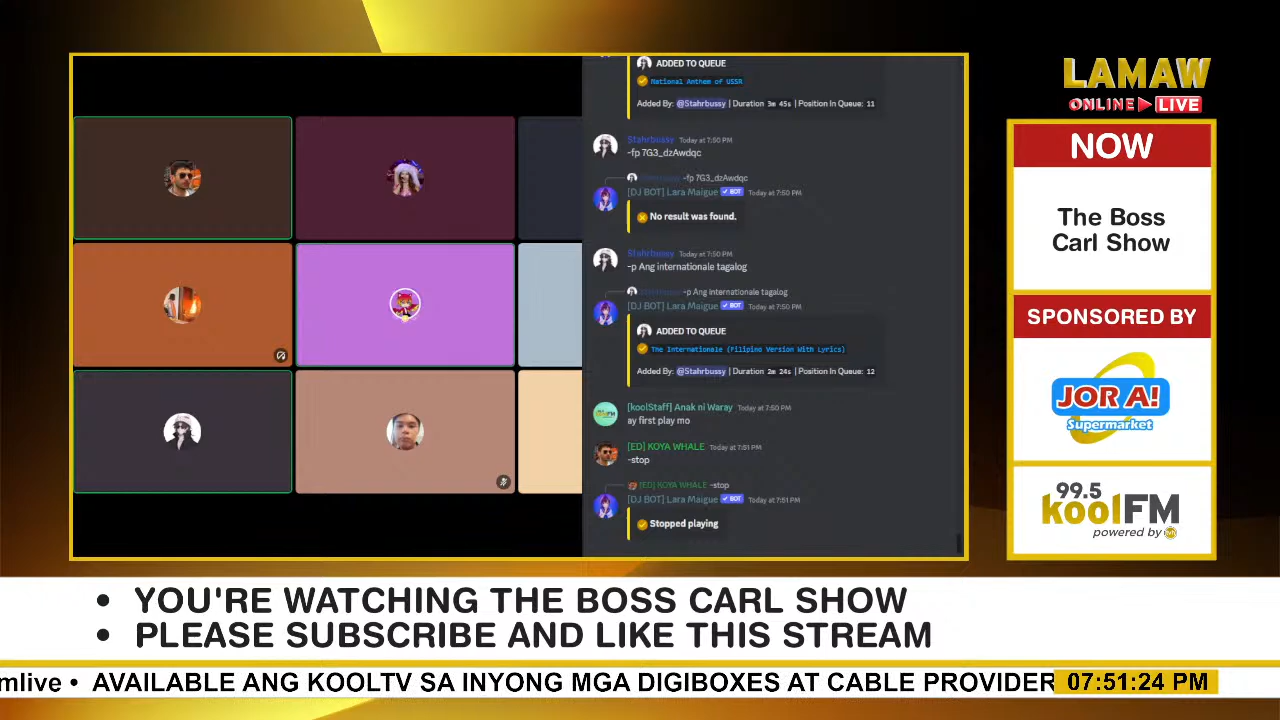 ADDED TO QUEUE
National Anthem of USSR
Added By: @Stahrbussy | Duration 3m 45s | Position In Queue: 11
Stahrbussy Today at 7:50 PM
-fp 7G3_dzAwdqc
Stahrbussy -fp 7G3_dzAwdqc
[DJ BOT] Lara Maigue ✓ BOT Today at 7:50 PM
No result was found.
Stahrbussy Today at 7:50 PM
-p Ang internationale tagalog
Stahrbussy -p Ang internationale tagalog
[DJ BOT] Lara Maigue ✓ BOT Today at 7:50 PM
ADDED TO QUEUE
The Internationale (Filipino Version With Lyrics)
Added By: @Stahrbussy | Duration 2m 24s | Position In Queue: 12
[koolStaff] Anak ni Waray Today at 7:50 PM
ay first play mo
[ED] KOYA WHALE Today at 7:51 PM
-stop
[ED] KOYA WHALE -stop
[DJ BOT] Lara Maigue ✓ BOT Today at 7:51 PM
Stopped playing
LAMAW
ONLINE LIVE
NOW
The Boss
Carl Show
SPONSORED BY
JOR A!
Supermarket
99.5
koolFM
powered by
• YOU'RE WATCHING THE BOSS CARL SHOW
• PLEASE SUBSCRIBE AND LIKE THIS STREAM
mlive • AVAILABLE ANG KOOLTV SA INYONG MGA DIGIBOXES AT CABLE PROVIDER 07:51:24 PM